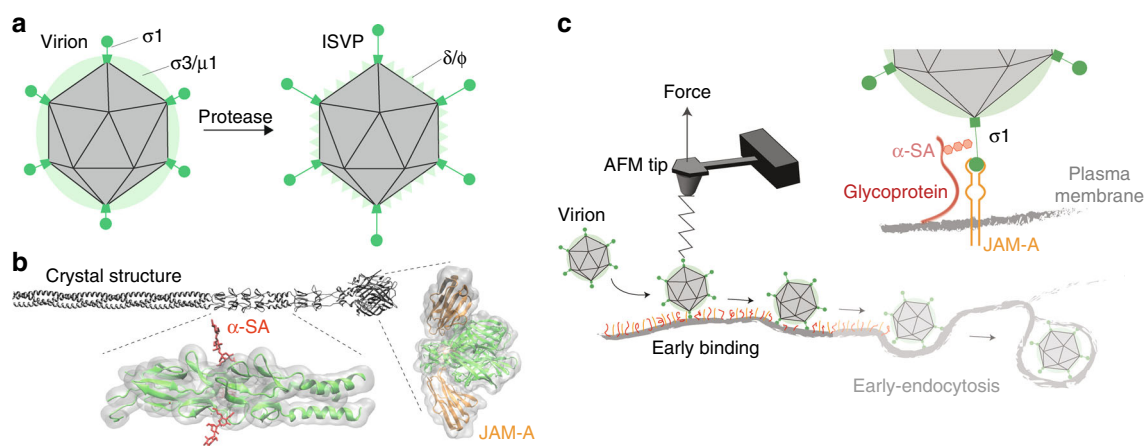 a
Virion
σ1
σ3/μ1
Protease
ISVP
δ/ϕ
b
Crystal structure
α-SA
JAM-A
c
Force
AFM tip
Virion
Early binding
Early-endocytosis
σ1
α-SA
Glycoprotein
Plasma
membrane
JAM-A